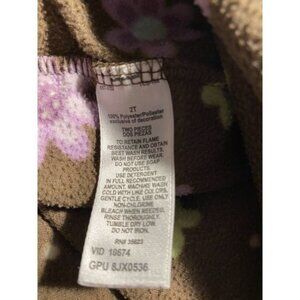 2T
100% Polyester/Poliester
exclusive of decoration
TWO PIECES
DOS PIEZAS
TO RETAIN FLAME
RESISTANCE AND OBTAIN
BEST WASH RESULTS.
WASH BEFORE WEAR.
DO NOT USE SOAP
PRODUCTS.
USE DETERGENT
IN FULL RECOMMENDED
AMOUNT. MACHINE WASH
COLD WITH LIKE COLORS,
GENTLE CYCLE. USE ONLY
NON-CHLORINE
BLEACH WHEN NEEDED.
RINSE THOROUGHLY.
TUMBLE DRY LOW.
DO NOT IRON.
RN# 35623
VID 18674
GPU 8JX0536